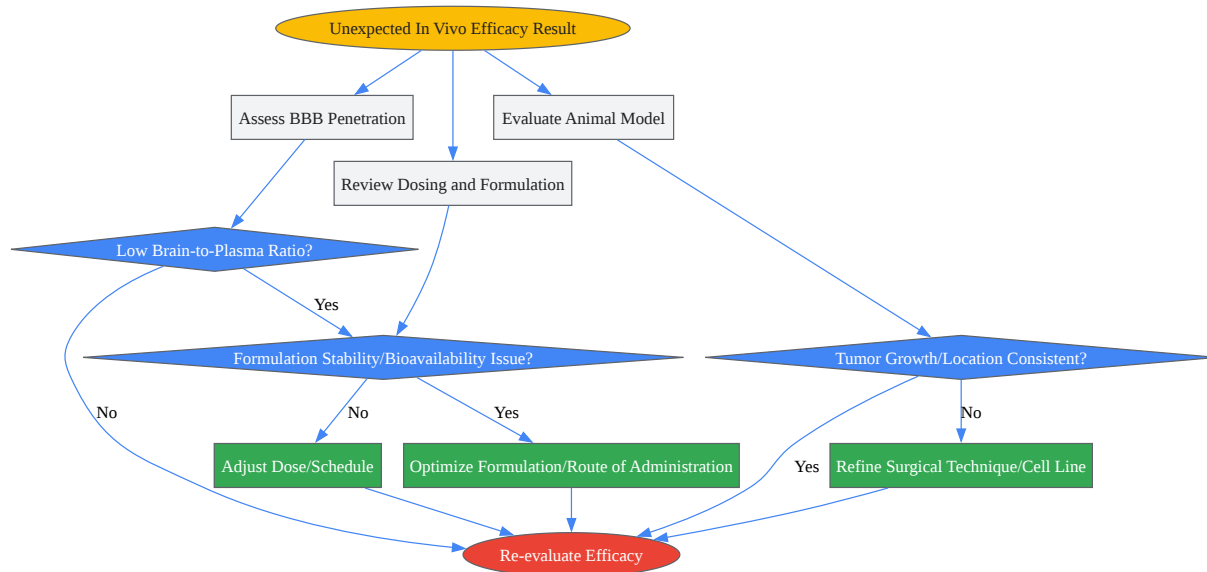 Unexpected In Vivo Efficacy Result
Assess BBB Penetration
Evaluate Animal Model
Review Dosing and Formulation
Low Brain-to-Plasma Ratio?
Yes
Formulation Stability/Bioavailability Issue?
Tumor Growth/Location Consistent?
No
No
Yes
No
Adjust Dose/Schedule
Optimize Formulation/Route of Administration
Yes
Refine Surgical Technique/Cell Line
Re-evaluate Efficacy